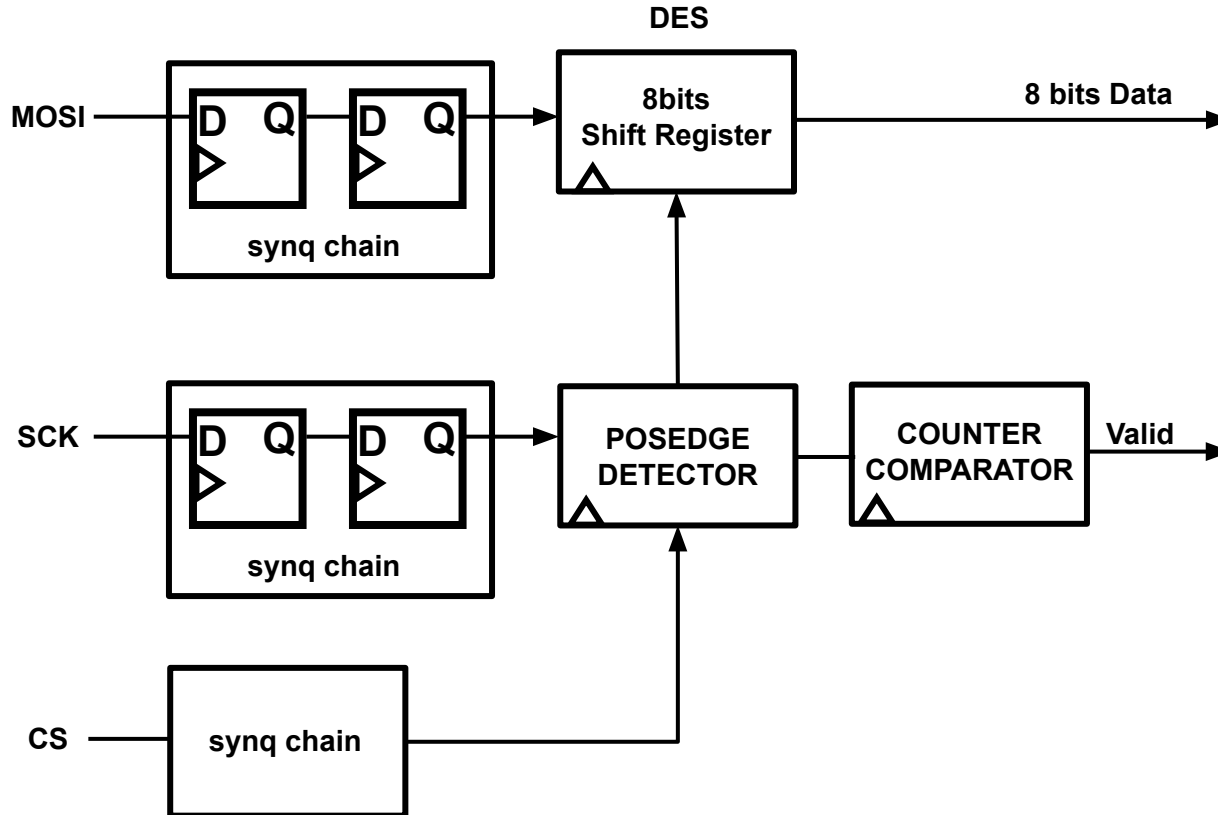 DES
MOSI
D Q D Q
synq chain
8bits
Shift Register
8 bits Data
SCK
D Q D Q
synq chain
POSEDGE
DETECTOR
COUNTER
COMPARATOR
Valid
CS
synq chain